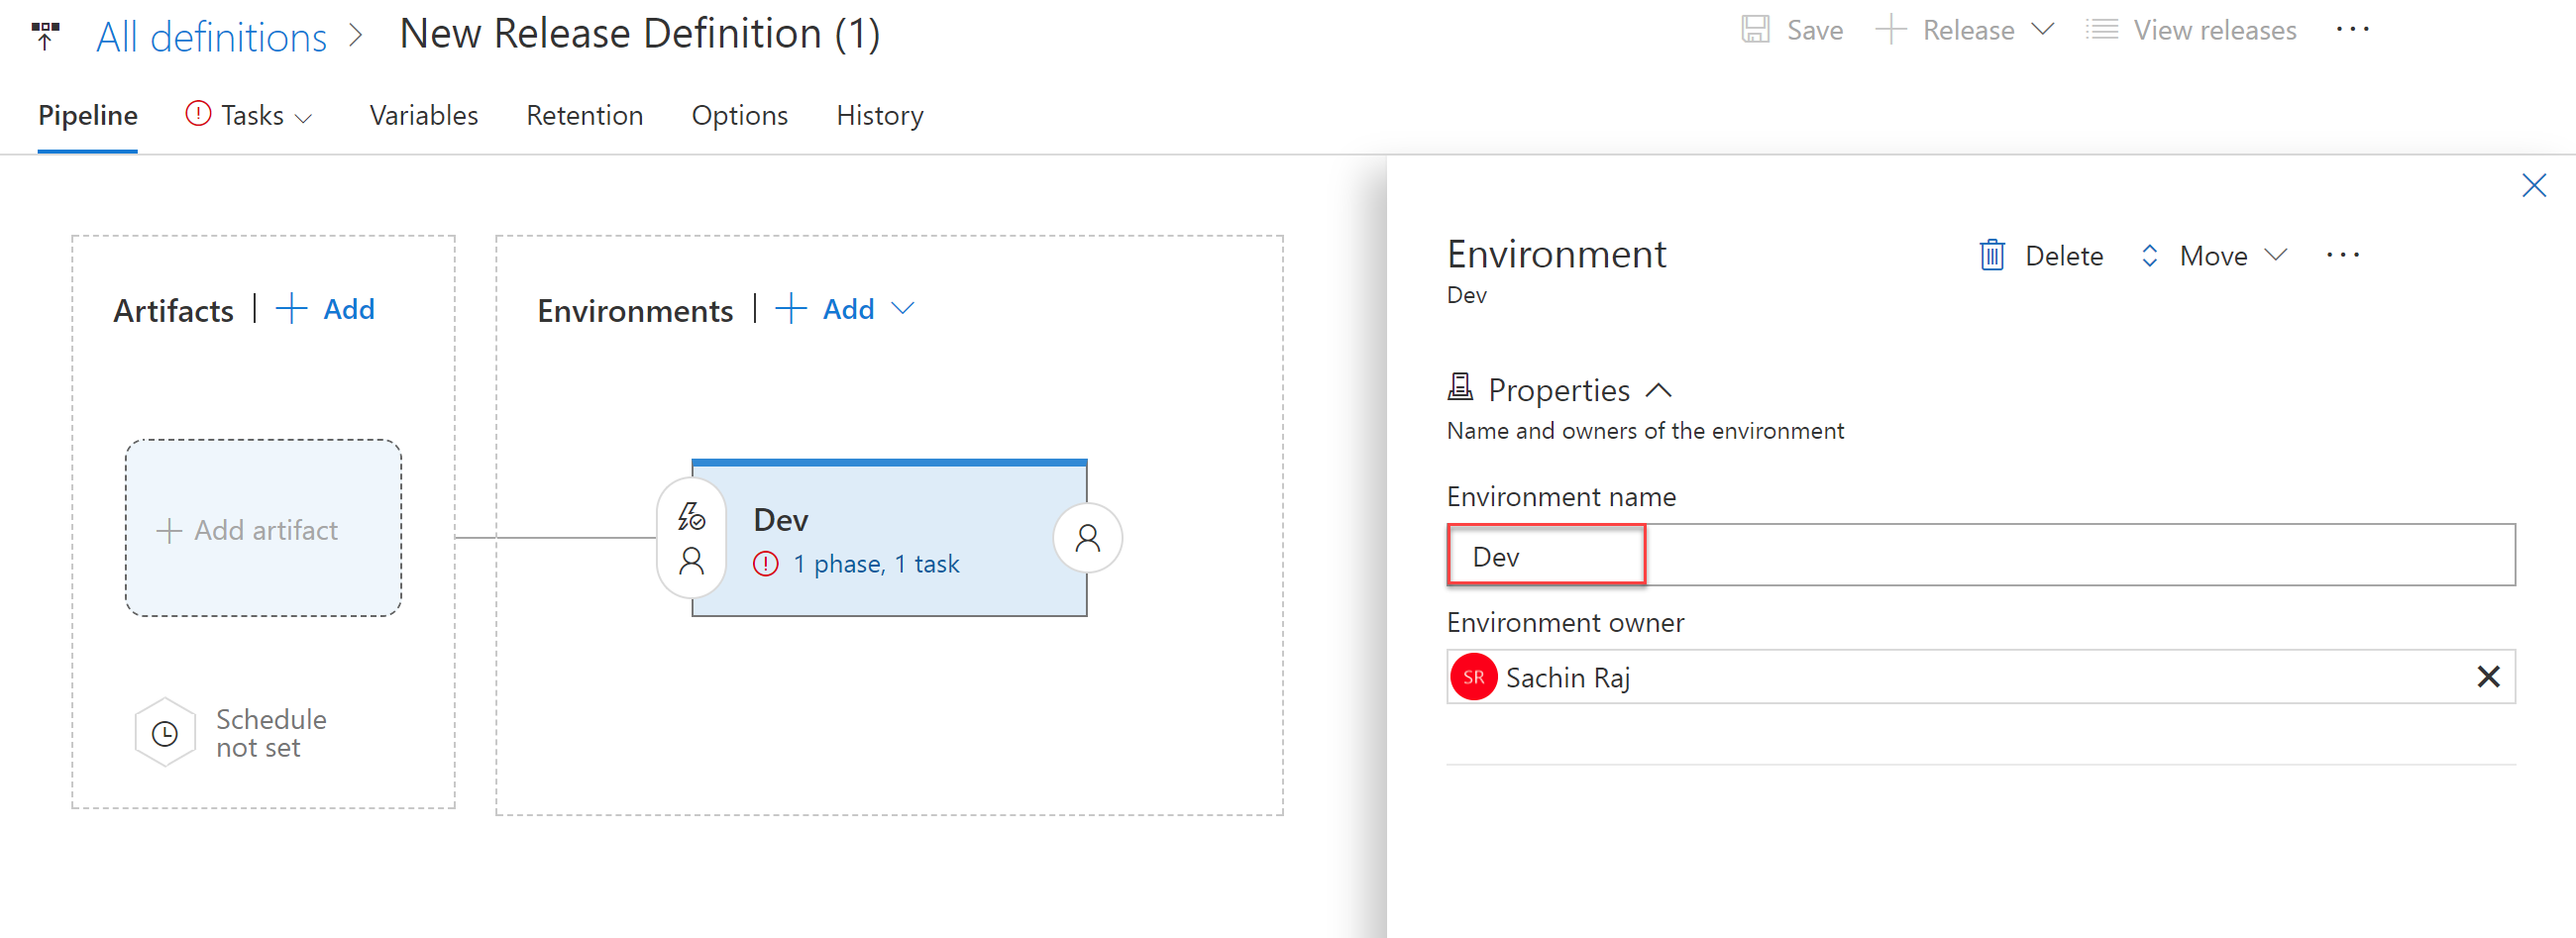 All definitions > New Release Definition (1)
Save + Release View releases ...
Pipeline Tasks Variables Retention Options History
Artifacts | + Add
Environments | + Add
+ Add artifact
Dev
1 phase, 1 task
Schedule
not set
Environment
Dev
Delete Move ...
Properties
Name and owners of the environment
Environment name
Dev
Environment owner
SR Sachin Raj